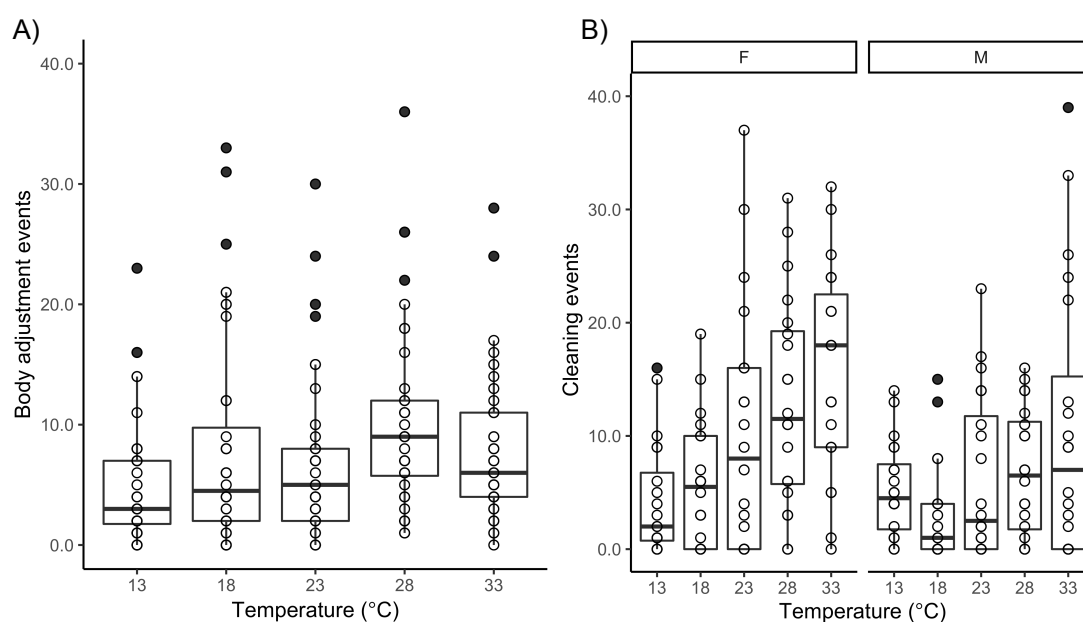 A)
Body adjustment events
40.0
30.0
20.0
10.0
0.0
13 18 23 28 33
Temperature (°C)
B)
F M
Cleaning events
40.0
30.0
20.0
10.0
0.0
13 18 23 28 33 13 18 23 28 33
Temperature (°C)